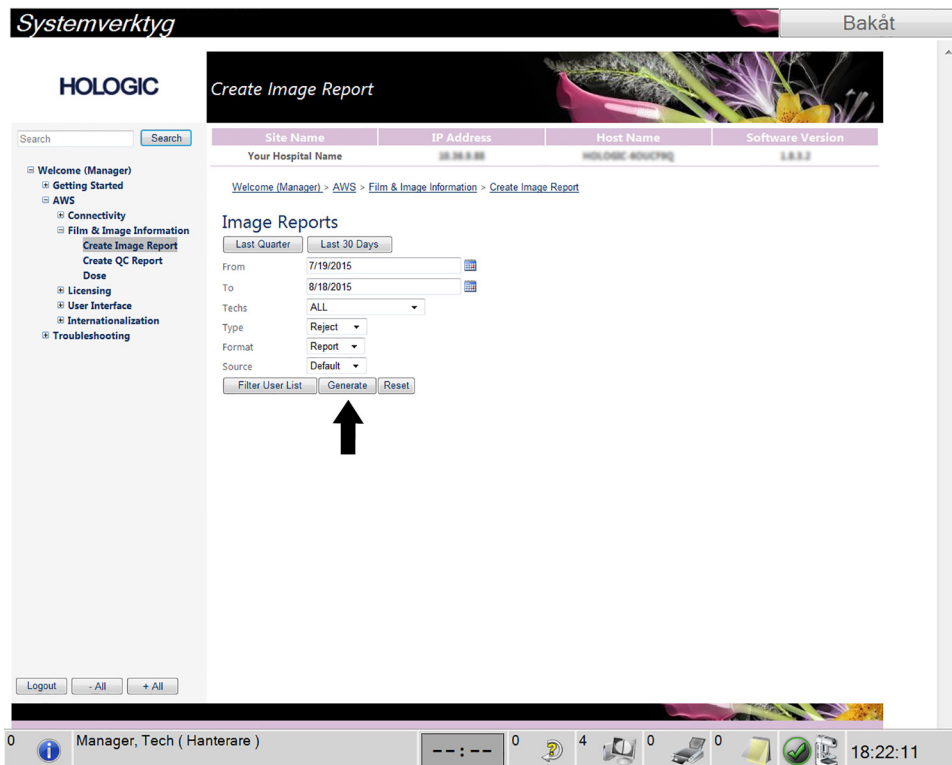 Systemverktyg
Bakåt
HOLOGIC
Create Image Report
Search
Search
Site Name
IP Address
Host Name
Software Version
Your Hospital Name
Welcome (Manager)
Getting Started
AWS
Connectivity
Film & Image Information
Create Image Report
Create QC Report
Dose
Licensing
User Interface
Internationalization
Troubleshooting
Welcome (Manager) > AWS > Film & Image Information > Create Image Report
Image Reports
Last Quarter
Last 30 Days
From 7/19/2015
To 8/18/2015
Techs ALL
Type Reject
Format Report
Source Default
Filter User List
Generate
Reset
Logout
- All
+ All
0
Manager, Tech ( Hanterare )
--:--
0
4
0
0
18:22:11